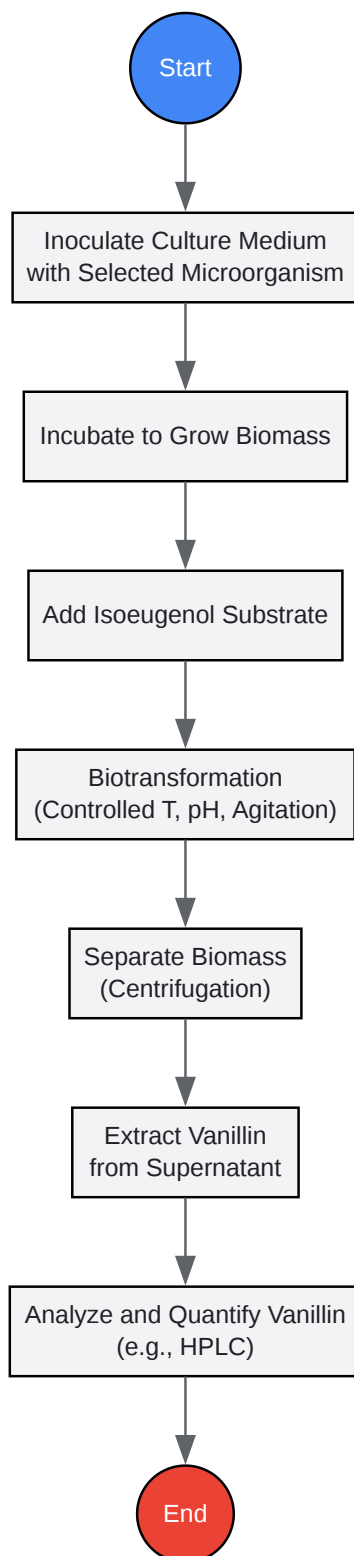 Start
Inoculate Culture Medium
with Selected Microorganism
Incubate to Grow Biomass
Add Isoeugenol Substrate
Biotransformation
(Controlled T, pH, Agitation)
Separate Biomass
(Centrifugation)
Extract Vanillin
from Supernatant
Analyze and Quantify Vanillin
(e.g., HPLC)
End